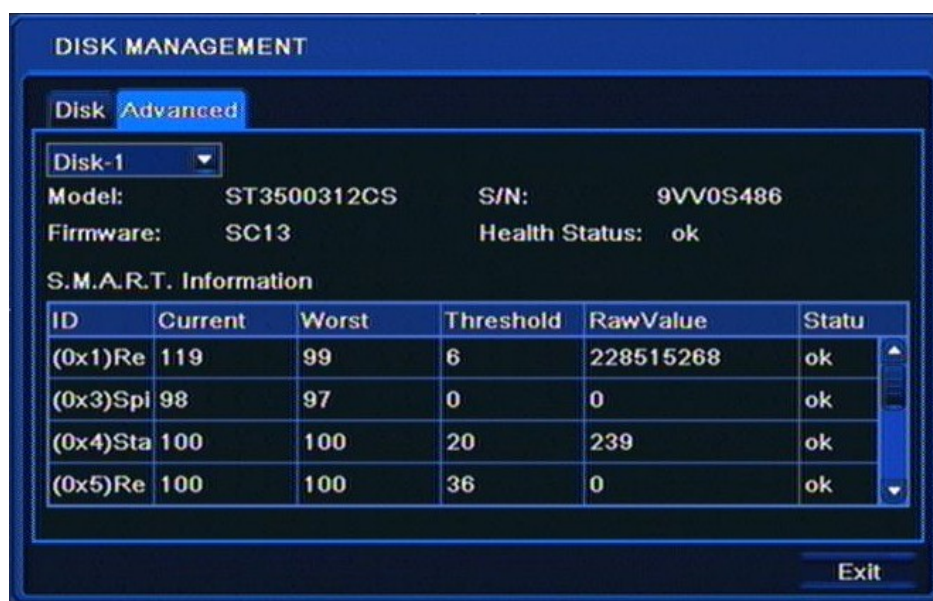 DISK MANAGEMENT
Disk Advanced
Disk-1
Model: ST3500312CS S/N: 9VV0S486
Firmware: SC13 Health Status: ok
S.M.A.R.T. Information
ID Current Worst Threshold RawValue Statu
(0x1)Re 119 99 6 228515268 ok
(0x3)Spi 98 97 0 0 ok
(0x4)Sta 100 100 20 239 ok
(0x5)Re 100 100 36 0 ok
Exit